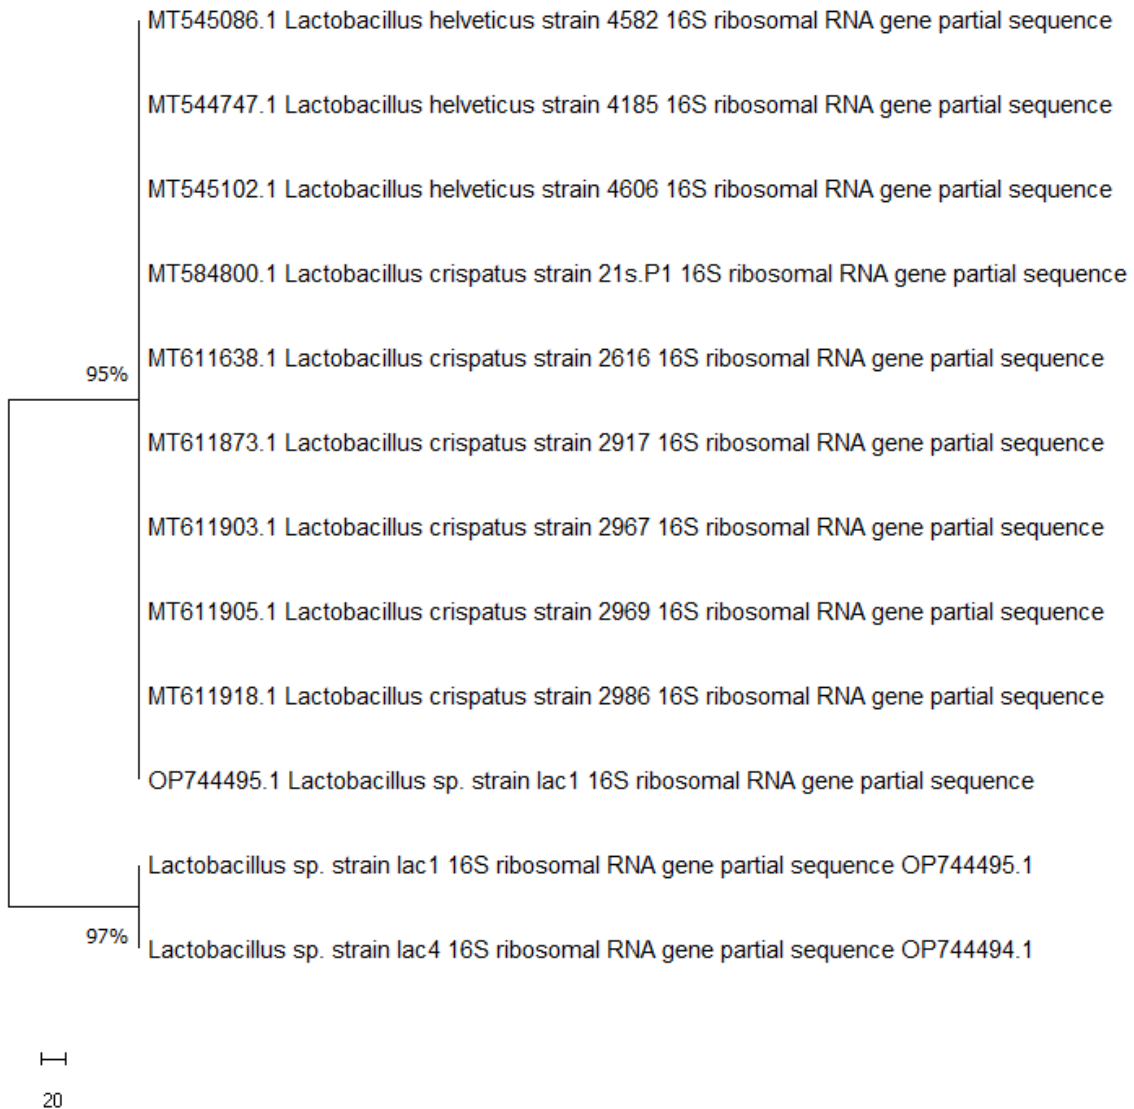 MT545086.1 Lactobacillus helveticus strain 4582 16S ribosomal RNA gene partial sequence
MT544747.1 Lactobacillus helveticus strain 4185 16S ribosomal RNA gene partial sequence
MT545102.1 Lactobacillus helveticus strain 4606 16S ribosomal RNA gene partial sequence
MT584800.1 Lactobacillus crispatus strain 21s.P1 16S ribosomal RNA gene partial sequence
MT611638.1 Lactobacillus crispatus strain 2616 16S ribosomal RNA gene partial sequence
95%
MT611873.1 Lactobacillus crispatus strain 2917 16S ribosomal RNA gene partial sequence
MT611903.1 Lactobacillus crispatus strain 2967 16S ribosomal RNA gene partial sequence
MT611905.1 Lactobacillus crispatus strain 2969 16S ribosomal RNA gene partial sequence
MT611918.1 Lactobacillus crispatus strain 2986 16S ribosomal RNA gene partial sequence
OP744495.1 Lactobacillus sp. strain lac1 16S ribosomal RNA gene partial sequence
Lactobacillus sp. strain lac1 16S ribosomal RNA gene partial sequence OP744495.1
97%
Lactobacillus sp. strain lac4 16S ribosomal RNA gene partial sequence OP744494.1
20